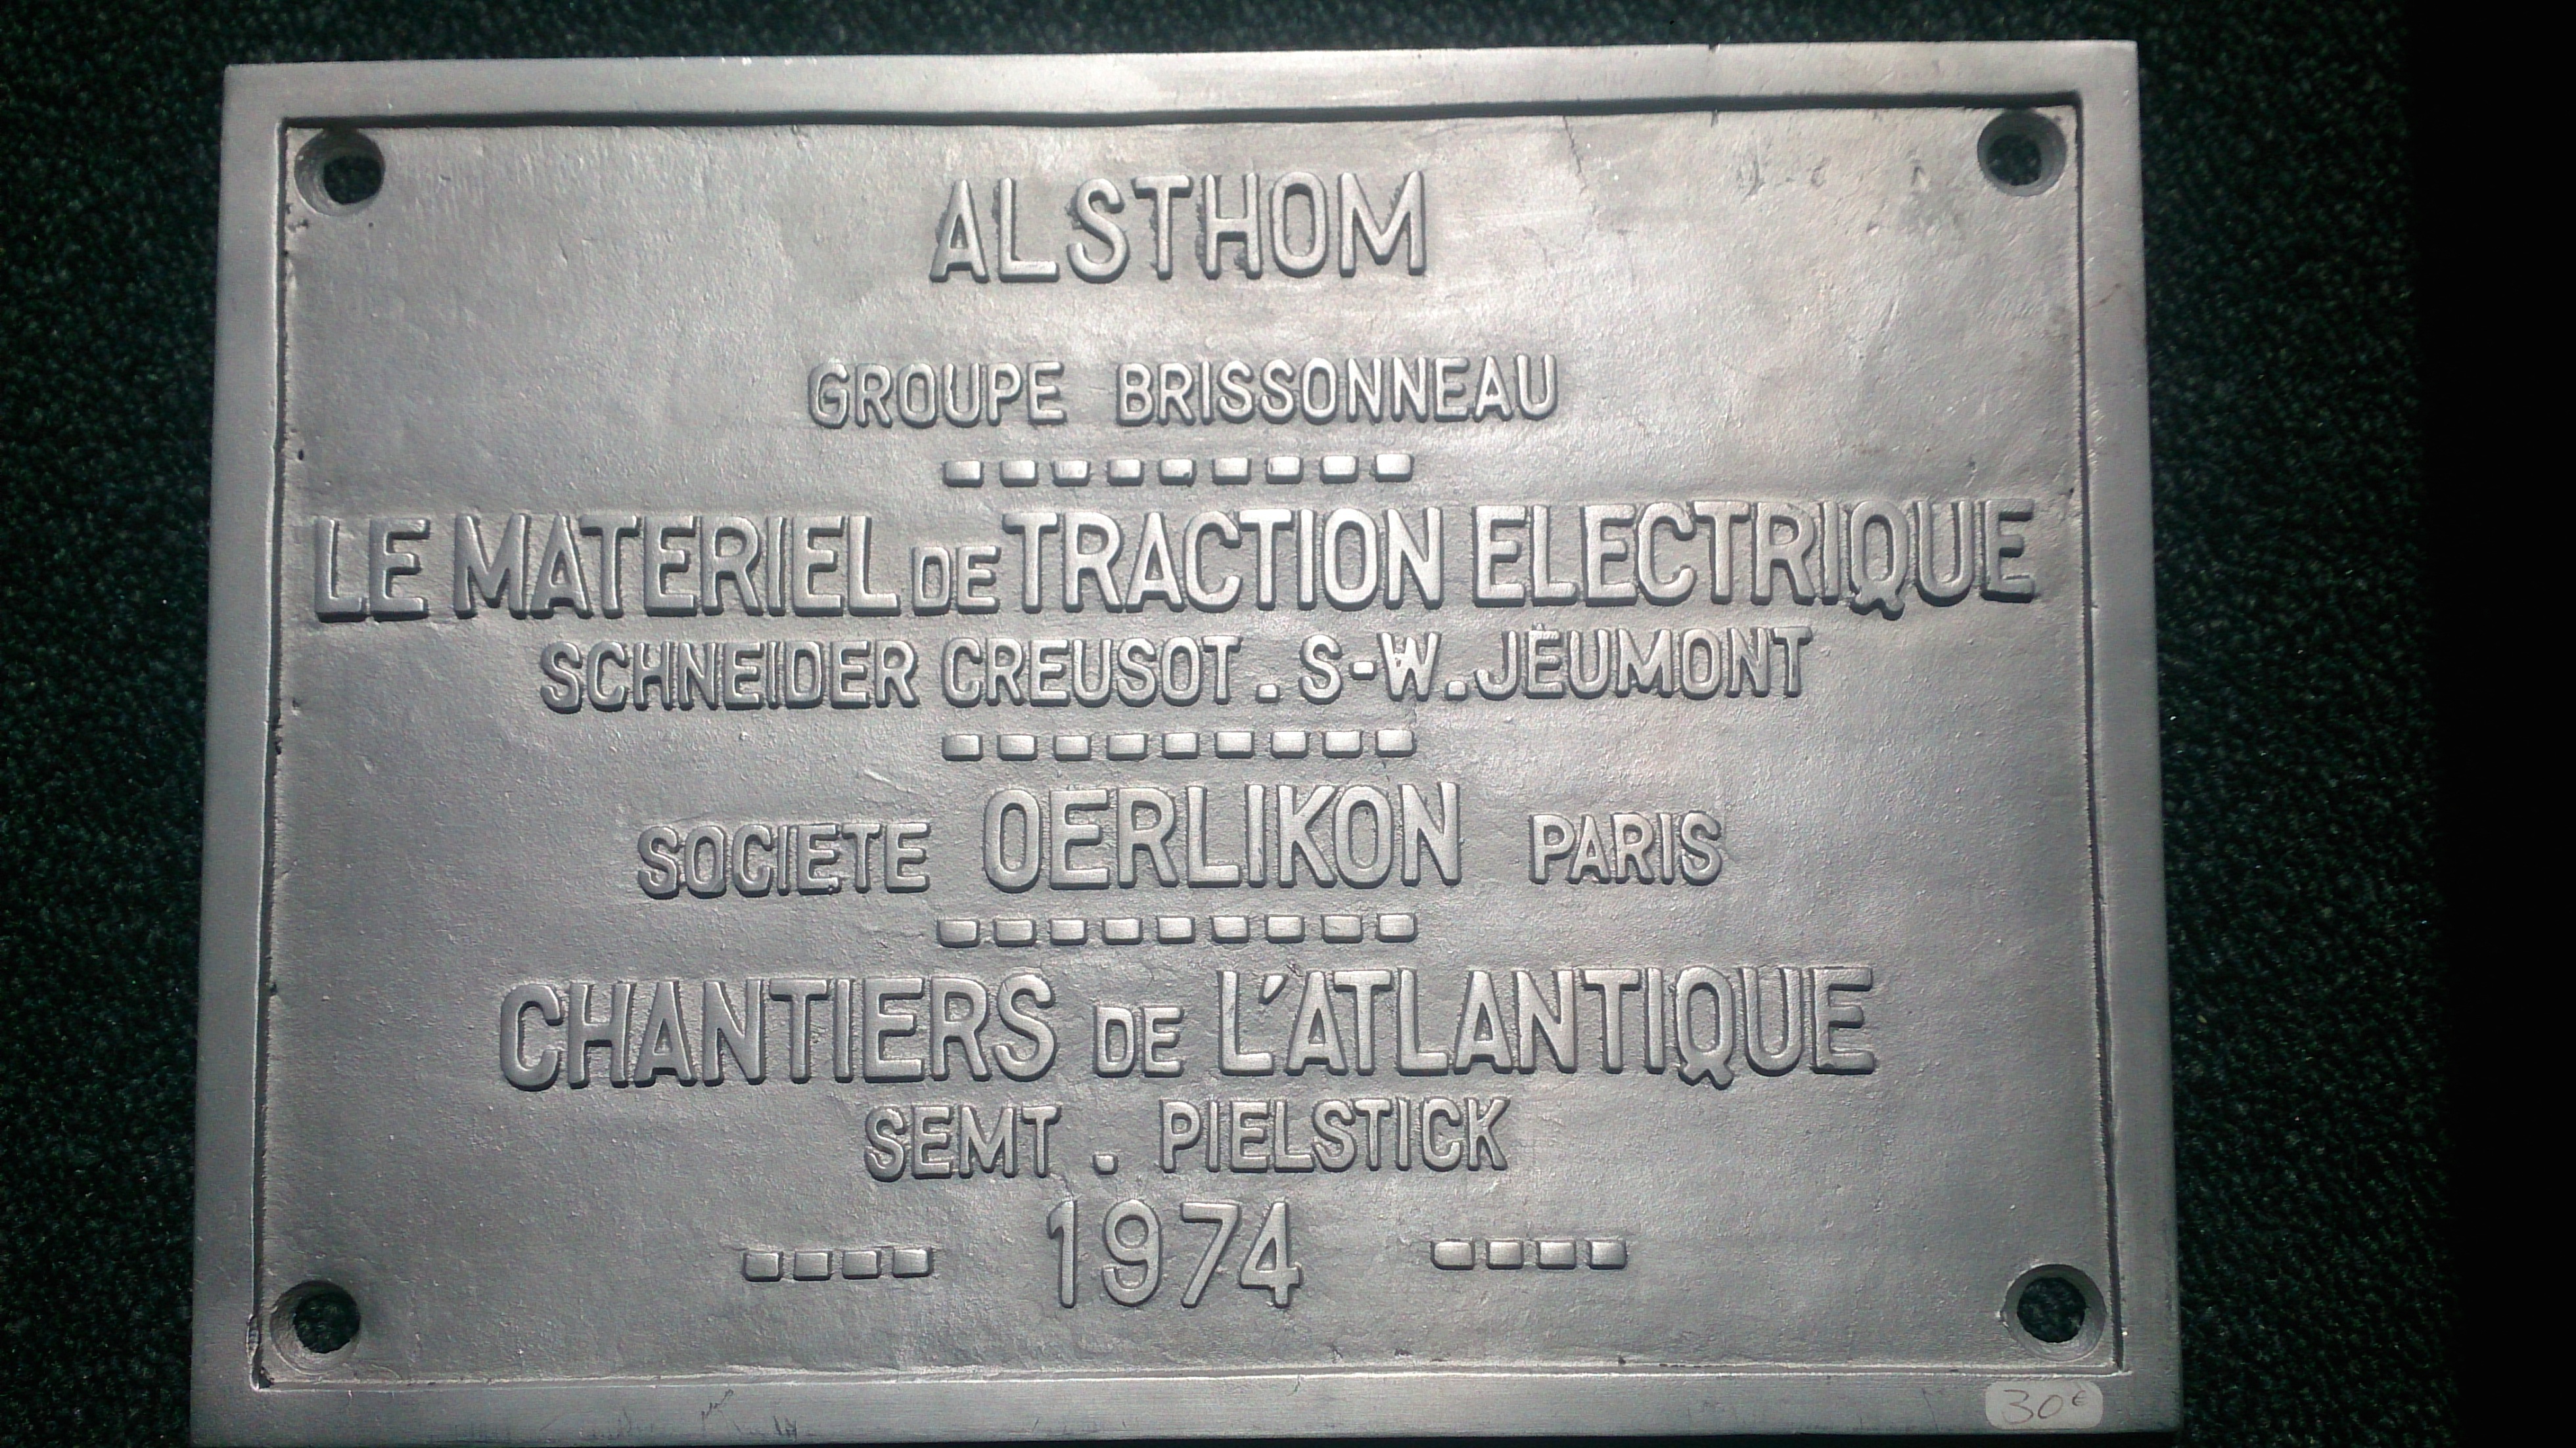 ALSTHOM
GROUPE BRISSONNEAU
---------
LE MATERIEL DE TRACTION ELECTRIQUE
SCHNEIDER CREUSOT . S-W. JEUMONT
---------
SOCIETE OERLIKON PARIS
---------
CHANTIERS DE L'ATLANTIQUE
SEMT . PIELSTICK
---- 1974 ----
30€